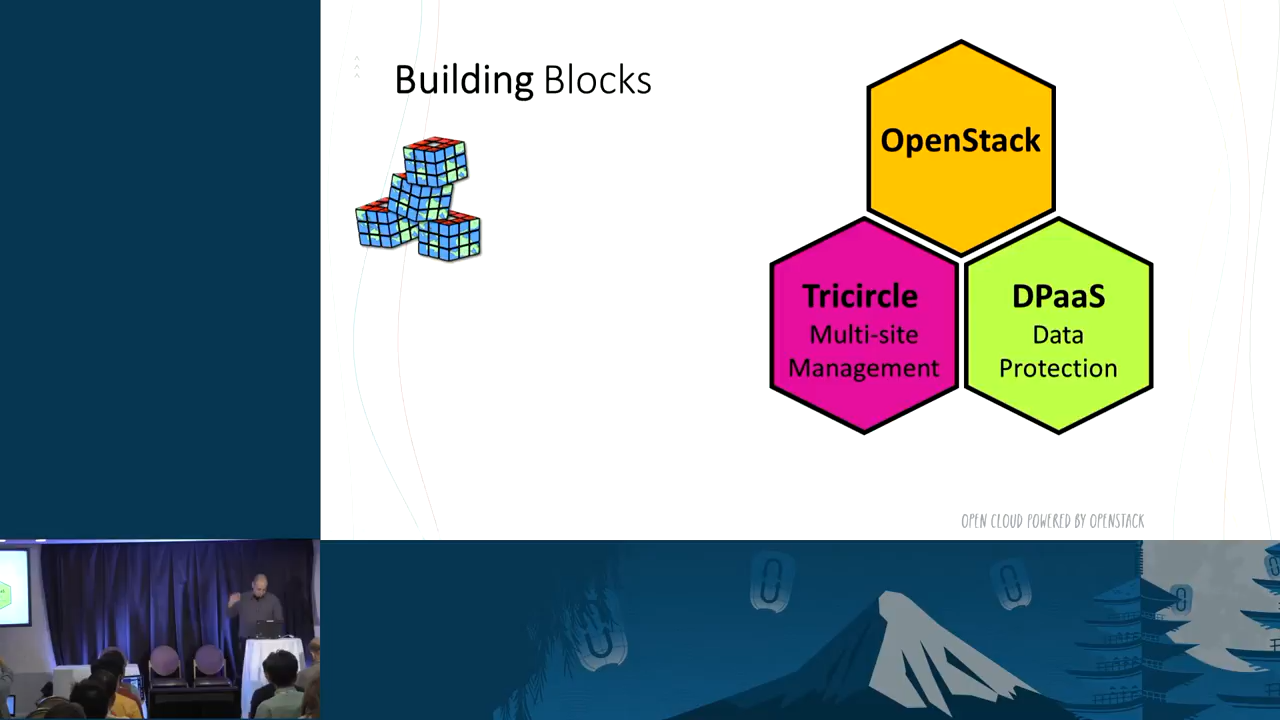 Building Blocks
OpenStack
Tricircle
Multi-site
Management
DPaaS
Data
Protection
OPEN CLOUD POWERED BY OPENSTACK